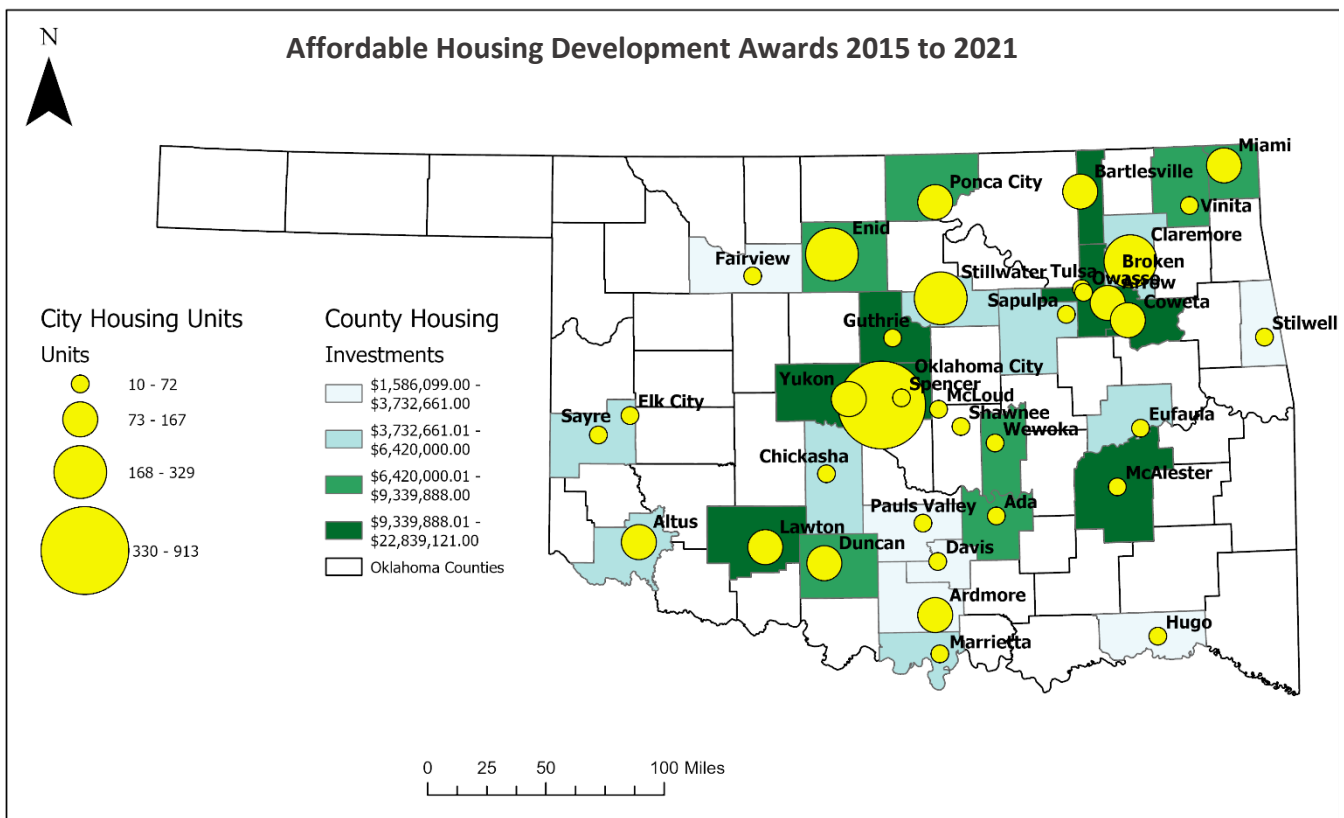 N
Affordable Housing Development Awards 2015 to 2021
Miami
Bartlesville
Ponca City
Vinita
Enid
Claremore
Fairview
Broken
Stillwater
Tulsa
Owasso
Arrow
Sapulpa
Coweta
Guthrie
Stilwell
Oklahoma City
Yukon
Spencer
McLoud
Elk City
Sayre
Shawnee
Eufaula
Wewoka
Chickasha
McAlester
Pauls Valley
Ada
Altus
Lawton
Duncan
Davis
Ardmore
Hugo
Marrietta
City Housing Units
Units
10 - 72
73 - 167
168 - 329
330 - 913
County Housing
Investments
$1,586,099.00 -
$3,732,661.00
$3,732,661.01 -
$6,420,000.00
$6,420,000.01 -
$9,339,888.00
$9,339,888.01 -
$22,839,121.00
Oklahoma Counties
0 25 50 100 Miles